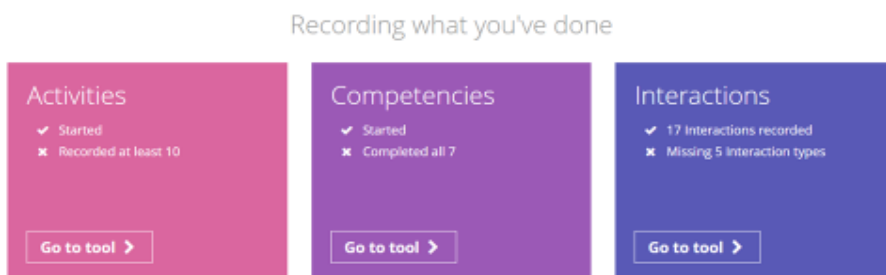 Recording what you've done
Activities
✔ Started
✖ Recorded at least 10
Go to tool ❯
Competencies
✔ Started
✖ Completed all 7
Go to tool ❯
Interactions
✔ 17 Interactions recorded
✖ Missing 5 Interaction types
Go to tool ❯